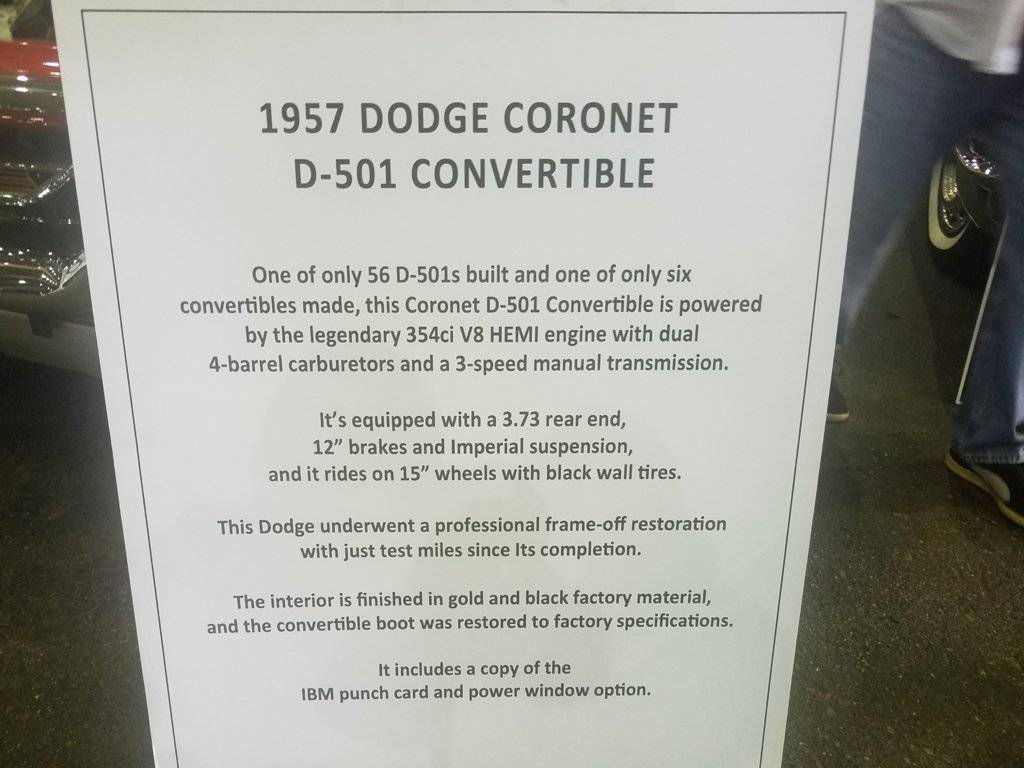 1957 DODGE CORONET
D-501 CONVERTIBLE
One of only 56 D-501s built and one of only six
convertibles made, this Coronet D-501 Convertible is powered
by the legendary 354ci V8 HEMI engine with dual
4-barrel carburetors and a 3-speed manual transmission.
It's equipped with a 3.73 rear end,
12” brakes and Imperial suspension,
and it rides on 15” wheels with black wall tires.
This Dodge underwent a professional frame-off restoration
with just test miles since Its completion.
The interior is finished in gold and black factory material,
and the convertible boot was restored to factory specifications.
It includes a copy of the
IBM punch card and power window option.